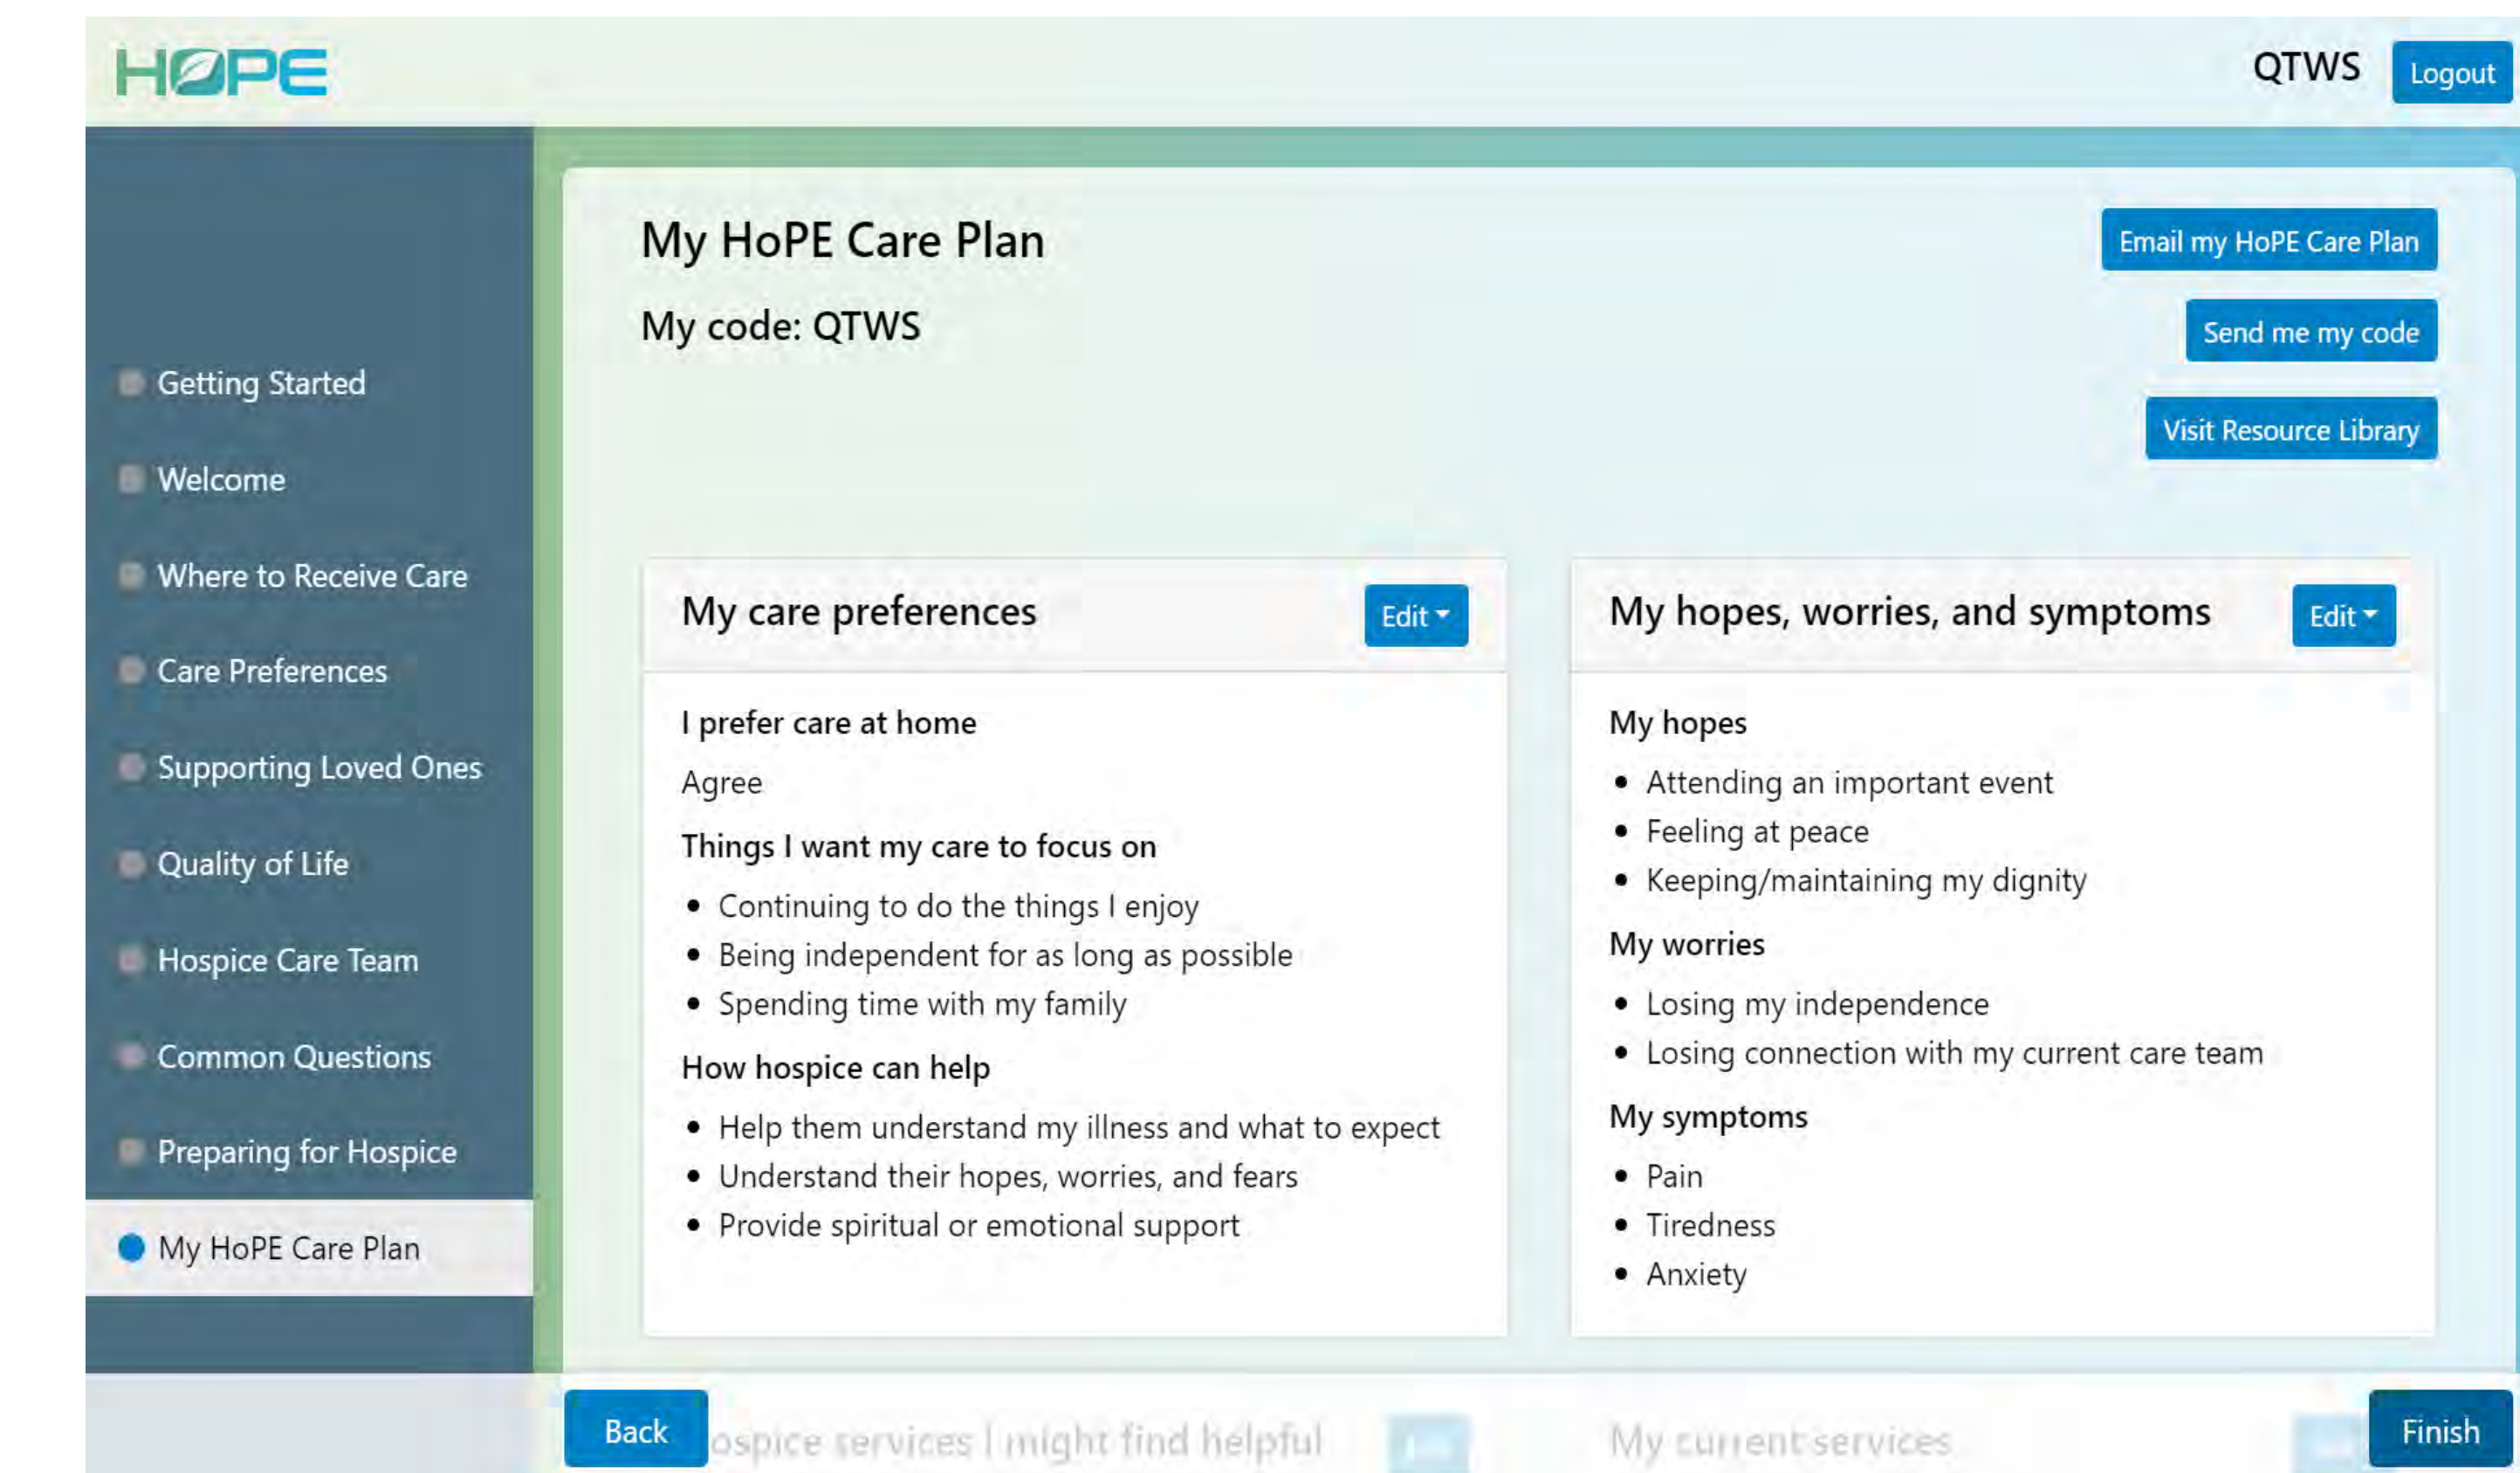 HOPE
QTWS
Logout
Getting Started
Welcome
Where to Receive Care
Care Preferences
Supporting Loved Ones
Quality of Life
Hospice Care Team
Common Questions
Preparing for Hospice
My HoPE Care Plan
My HoPE Care Plan
My code: QTWS
Email my HoPE Care Plan
Send me my code
Visit Resource Library
My care preferences
Edit
I prefer care at home
Agree
Things I want my care to focus on
• Continuing to do the things I enjoy
• Being independent for as long as possible
• Spending time with my family
How hospice can help
• Help them understand my illness and what to expect
• Understand their hopes, worries, and fears
• Provide spiritual or emotional support
My hopes, worries, and symptoms
Edit
My hopes
• Attending an important event
• Feeling at peace
• Keeping/maintaining my dignity
My worries
• Losing my independence
• Losing connection with my current care team
My symptoms
• Pain
• Tiredness
• Anxiety
Back
ospice services I might find helpful
My current services
Finish